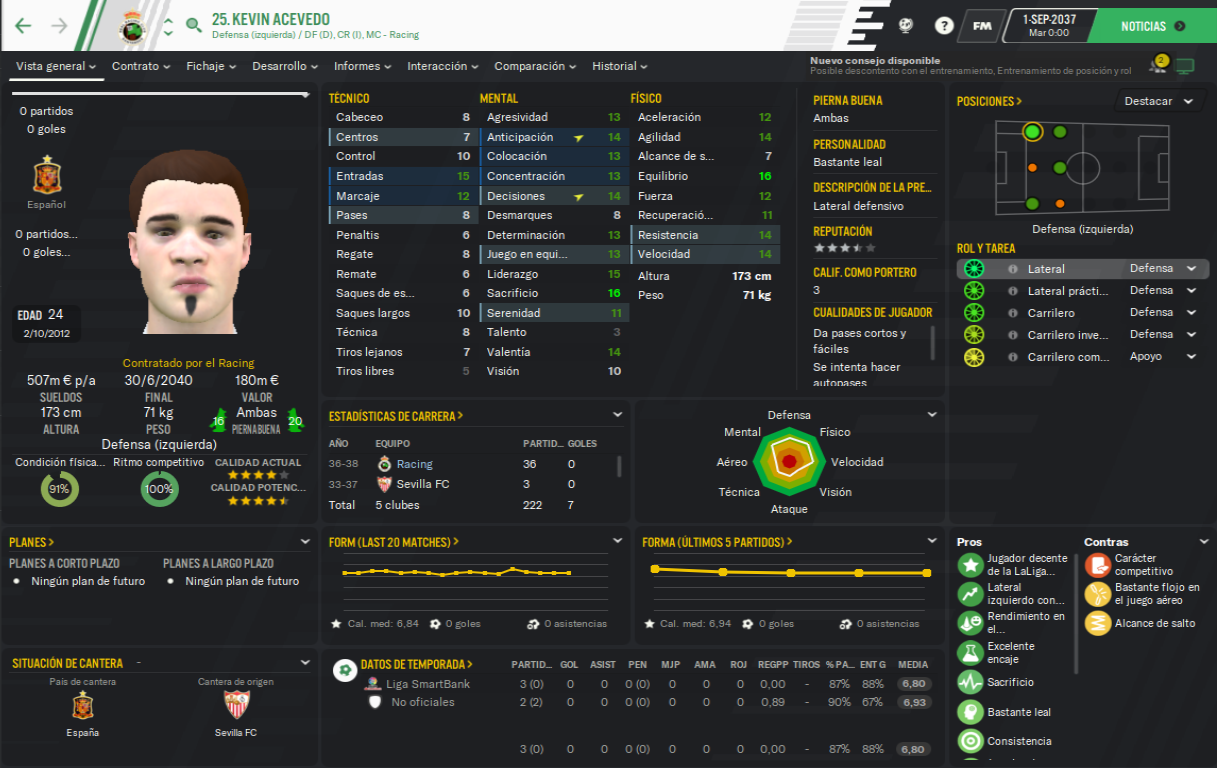 25. KEVIN ACEVEDO
Defensa (izquierda) / DF (D), CR (I), MC - Racing
?
FM
1-SEP-2037
Mar 0:00
NOTICIAS
Vista general
Contrato
Fichaje
Desarrollo
Informes
Interacción
Comparación
Historial
Nuevo consejo disponible
Posible descontento con el entrenamiento, Entrenamiento de posición y rol
2
0 partidos
0 goles
Español
0 partidos...
0 goles...
EDAD 24
2/10/2012
Contratado por el Racing
507m € p/a
SUELDOS
30/6/2040
FINAL
180m €
VALOR
173 cm
ALTURA
71 kg
PESO
16
Ambas
PIERNA BUENA
20
Defensa (izquierda)
Condición física...
91%
Ritmo competitivo
100%
CALIDAD ACTUAL
CALIDAD POTENC...
TÉCNICO
Cabeceo 8
Centros 7
Control 10
Entradas 15
Marcaje 12
Pases 8
Penaltis 6
Regate 8
Remate 6
Saques de es... 6
Saques largos 10
Técnica 8
Tiros lejanos 7
Tiros libres 5
MENTAL
Agresividad 13
Anticipación 14
Colocación 13
Concentración 13
Decisiones 14
Desmarques 8
Determinación 13
Juego en equi... 13
Liderazgo 15
Sacrificio 16
Serenidad 11
Talento 3
Valentía 14
Visión 10
FÍSICO
Aceleración 12
Agilidad 14
Alcance de s... 7
Equilibrio 16
Fuerza 12
Recuperació... 11
Resistencia 14
Velocidad 14
Altura 173 cm
Peso 71 kg
PIERNA BUENA
Ambas
PERSONALIDAD
Bastante leal
DESCRIPCIÓN DE LA PRE...
Lateral defensivo
REPUTACIÓN
CALIF. COMO PORTERO
3
CUALIDADES DE JUGADOR
Da pases cortos y
fáciles
Se intenta hacer
autopases
POSICIONES >
Destacar
Defensa (izquierda)
ROL Y TAREA
Lateral Defensa
Lateral prácti... Defensa
Carrilero Defensa
Carrilero inve... Defensa
Carrilero com... Apoyo
ESTADÍSTICAS DE CARRERA >
AÑO EQUIPO PARTID... GOLES
36-38 Racing 36 0
33-37 Sevilla FC 3 0
Total 5 clubes 222 7
Defensa
Mental
Físico
Aéreo
Velocidad
Técnica
Visión
Ataque
PLANES >
PLANES A CORTO PLAZO
Ningún plan de futuro
PLANES A LARGO PLAZO
Ningún plan de futuro
FORM (LAST 20 MATCHES) >
Cal. med: 6,84
0 goles
0 asistencias
FORMA (ÚLTIMOS 5 PARTIDOS) >
Cal. med: 6,94
0 goles
0 asistencias
Pros
Jugador decente
de la LaLiga...
Lateral
izquierdo con...
Rendimiento en
el...
Excelente
encaje
Sacrificio
Bastante leal
Consistencia
Contras
Carácter
competitivo
Bastante flojo en
el juego aéreo
Alcance de salto
SITUACIÓN DE CANTERA -
País de cantera
España
Cantera de origen
Sevilla FC
DATOS DE TEMPORADA >
PARTID... GOL ASIST PEN MJP AMA ROJ REGPP TIROS % PA... ENT G MEDIA
Liga SmartBank 3 (0) 0 0 0 (0) 0 0 0 0,00 - 87% 88% 6,80
No oficiales 2 (2) 0 0 0 (0) 0 0 0 0,89 - 90% 67% 6,93
3 (0) 0 0 0 (0) 0 0 0 0,00 - 87% 88% 6,80